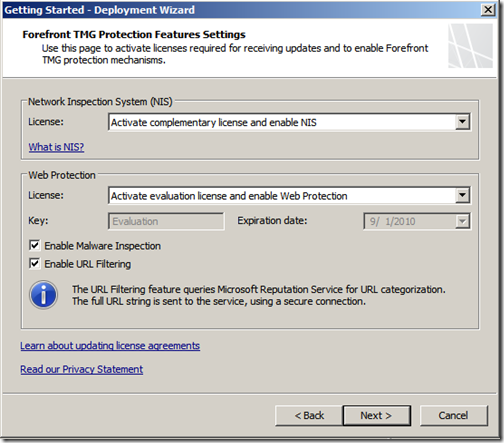 Getting Started - Deployment Wizard
Forefront TMG Protection Features Settings
Use this page to activate licenses required for receiving updates and to enable Forefront
TMG protection mechanisms.
Network Inspection System (NIS)
License: Activate complementary license and enable NIS
What is NIS?
Web Protection
License: Activate evaluation license and enable Web Protection
Key: Evaluation Expiration date: 9/ 1/2010
Enable Malware Inspection
Enable URL Filtering
The URL Filtering feature queries Microsoft Reputation Service for URL categorization.
The full URL string is sent to the service, using a secure connection.
Learn about updating license agreements
Read our Privacy Statement
< Back Next > Cancel